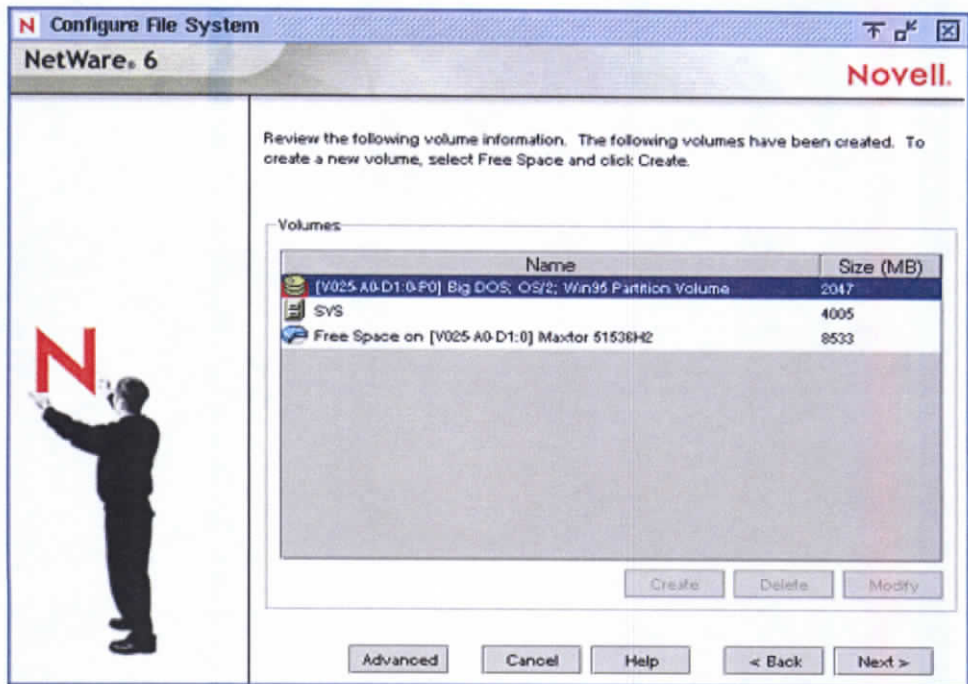 N Configure File System
NetWare® 6
Novell.
Review the following volume information. The following volumes have been created. To
create a new volume, select Free Space and click Create.
Volumes
Name Size (MB)
[V025-A0-D1:0-P0] Big DOS; OS/2; Win95 Partition Volume 2047
SYS 4005
Free Space on [V025-A0-D1:0] Maxtor 51536H2 8533
N
Create Delete Modify
Advanced Cancel Help < Back Next >